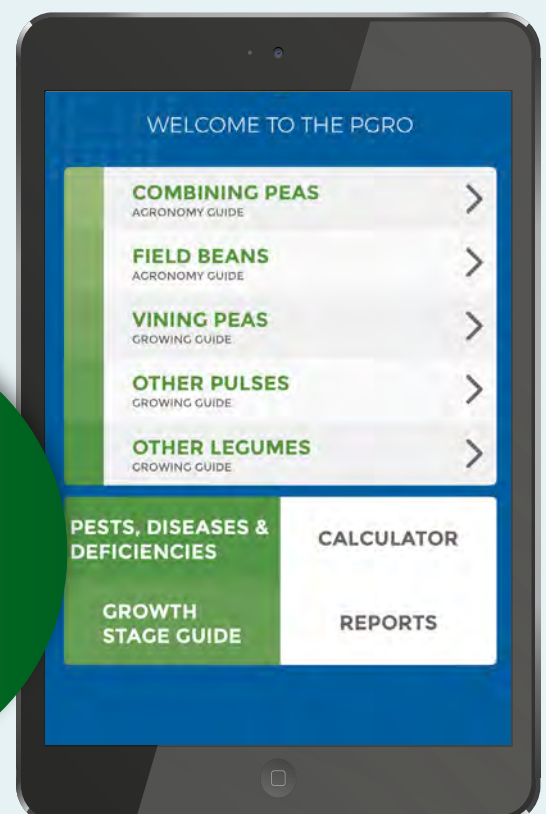 WELCOME TO THE PGRO
COMBINING PEAS
AGRONOMY GUIDE
FIELD BEANS
AGRONOMY GUIDE
VINING PEAS
GROWING GUIDE
OTHER PULSES
GROWING GUIDE
OTHER LEGUMES
GROWING GUIDE
PESTS, DISEASES &
DEFICIENCIES
CALCULATOR
GROWTH
STAGE GUIDE
REPORTS